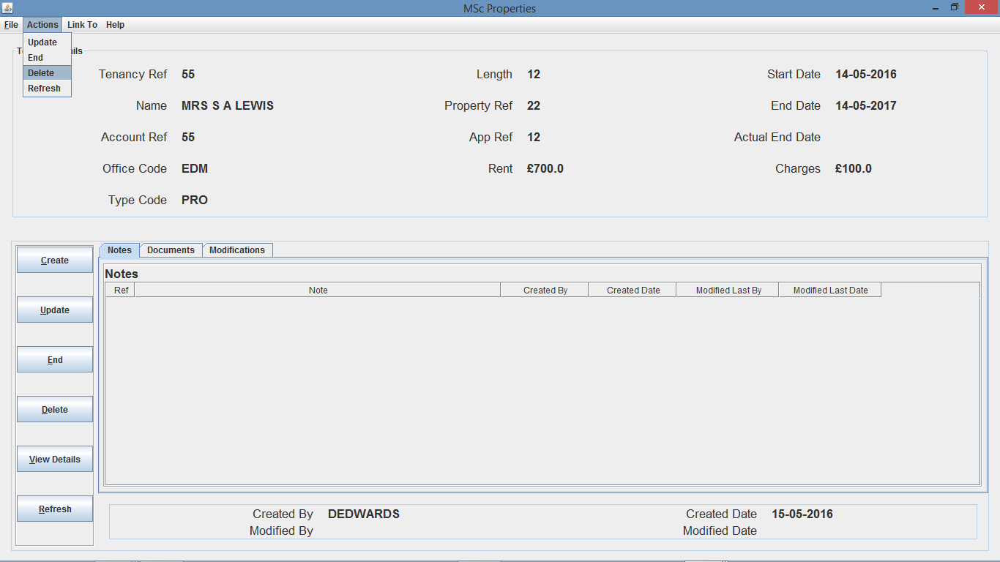 MSc Properties
File Actions Link To Help
Update
End
Delete
Refresh
Tenancy Ref 55 Length 12 Start Date 14-05-2016
Name MRS S A LEWIS Property Ref 22 End Date 14-05-2017
Account Ref 55 App Ref 12 Actual End Date
Office Code EDM Rent £700.0 Charges £100.0
Type Code PRO
Create
Update
End
Delete
View Details
Refresh
Notes Documents Modifications
Notes
Ref Note Created By Created Date Modified Last By Modified Last Date
Created By DEDWARDS Created Date 15-05-2016
Modified By Modified Date